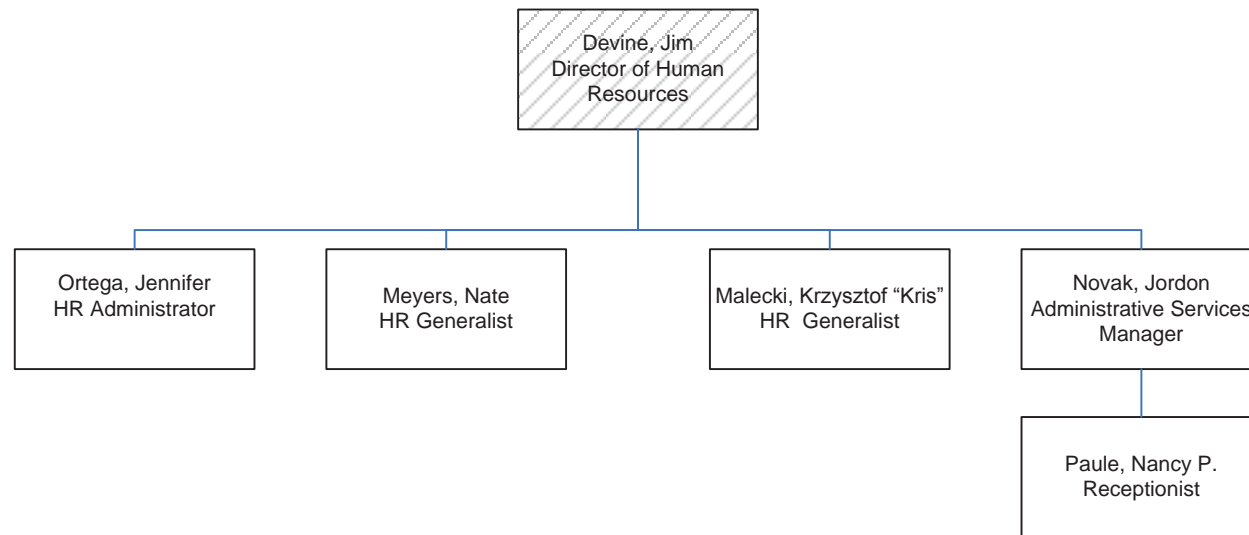 Devine, Jim
Director of Human
Resources
Ortega, Jennifer
HR Administrator
Meyers, Nate
HR Generalist
Malecki, Krzysztof “Kris”
HR  Generalist
Novak, Jordon
Administrative Services
Manager
Paule, Nancy P.
Receptionist